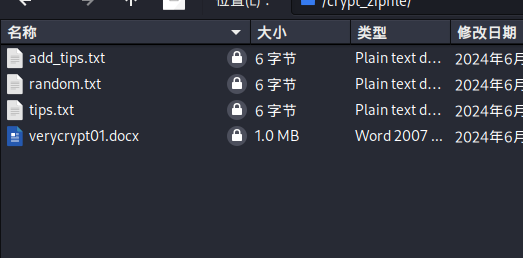 位置(L)： /crypt_zipfile/
名称 大小 类型 修改日期
add_tips.txt 6 字节 Plain text d... 2024年6月
random.txt 6 字节 Plain text d... 2024年6月
tips.txt 6 字节 Plain text d... 2024年6月
verycrypt01.docx 1.0 MB Word 2007 ... 2024年6月